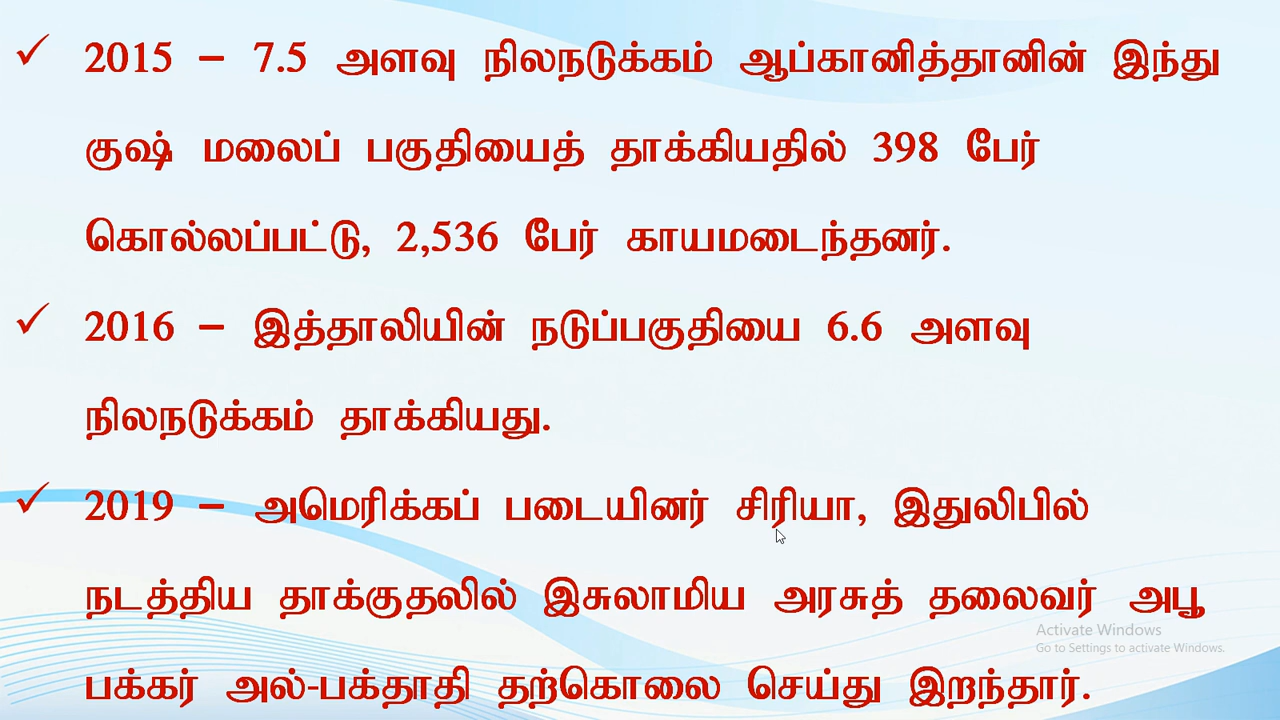 ✓ 2015 – 7.5 அளவு நிலநடுக்கம் ஆப்கானித்தானின் இந்து
குஷ் மலைப் பகுதியைத் தாக்கியதில் 398 பேர்
கொல்லப்பட்டு, 2,536 பேர் காயமடைந்தனர்.
✓ 2016 – இத்தாலியின் நடுப்பகுதியை 6.6 அளவு
நிலநடுக்கம் தாக்கியது.
✓ 2019 – அமெரிக்கப் படையினர் சிரியா, இதுலிபில்
நடத்திய தாக்குதலில் இசுலாமிய அரசுத் தலைவர் அபூ
பக்கர் அல்-பக்தாதி தற்கொலை செய்து இறந்தார்.
Activate Windows
Go to Settings to activate Windows.